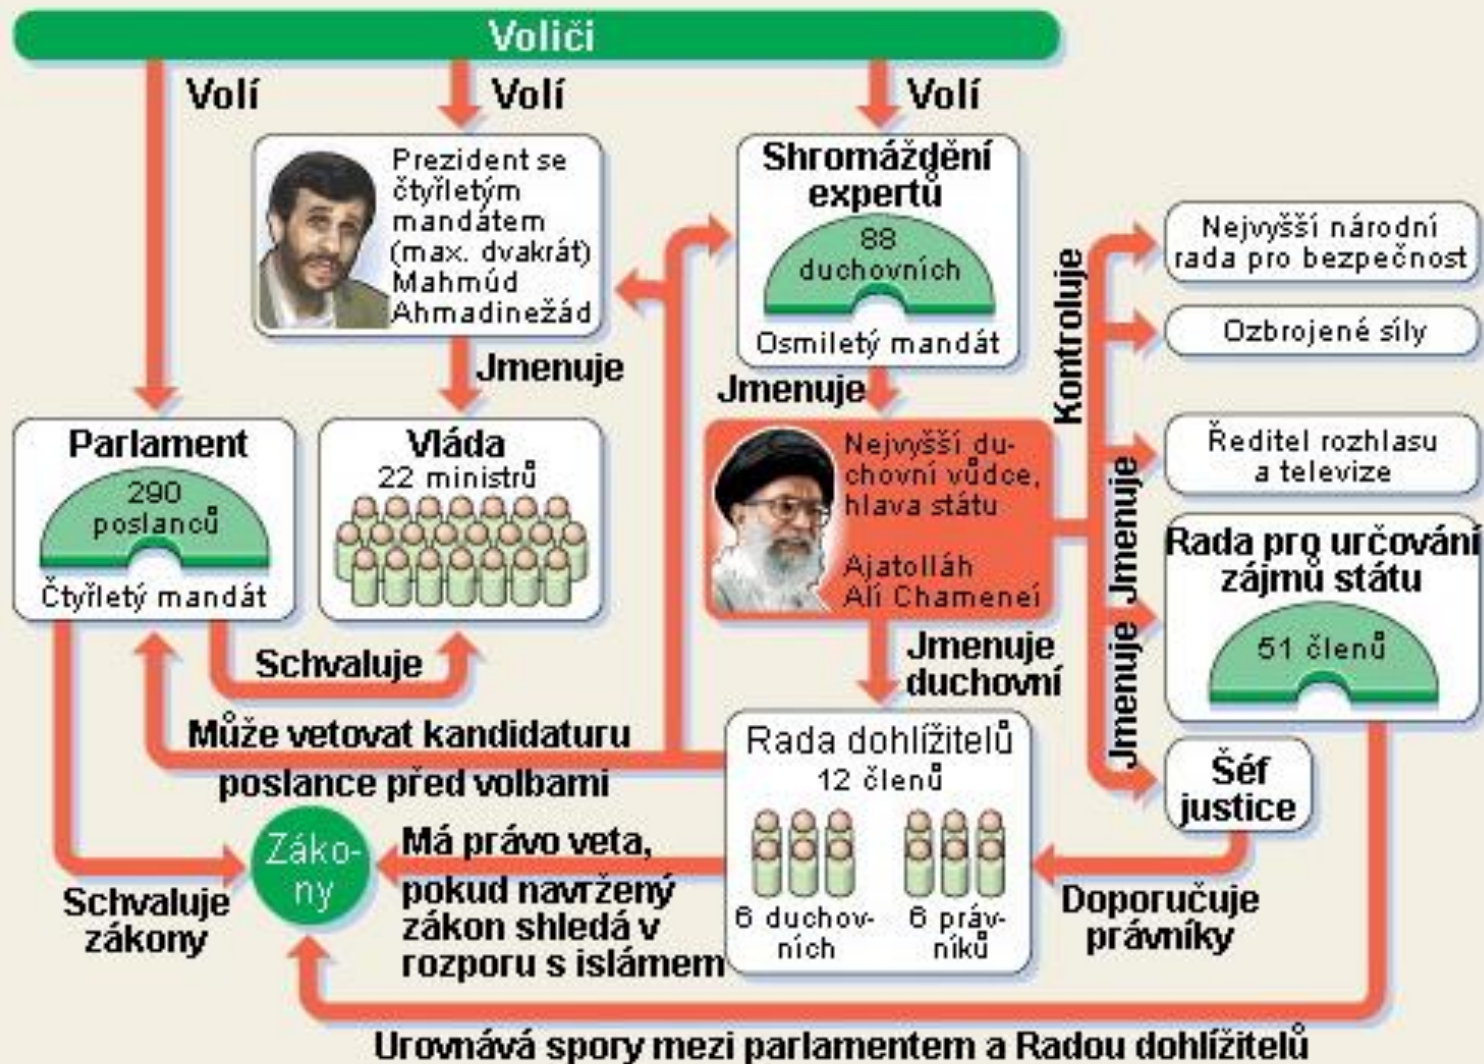 Voliči
Volí
Volí
Volí
Prezident se
čtyřletým
mandátem
(max. dvakrát)
Mahmúd
Ahmadinežád
Shromáždění
expertů
88
duchovních
Osmiletý mandát
Nejvyšší národní
rada pro bezpečnost
Ozbrojené síly
Kontroluje
Jmenuje
Jmenuje
Parlament
290
poslanců
Čtyřletý mandát
Vláda
22 ministrů
Nejvyšší du-
chovní vůdce,
hlava státu
Ajatolláh
Alí Chameneí
Ředitel rozhlasu
a televize
Jmenuje
Rada pro určování
zájmů státu
51 členů
Jmenuje
Schvaluje
Jmenuje
duchovní
Může vetovat kandidaturu
poslance před volbami
Rada dohlížitelů
12 členů
6 duchov-
ních
6 práv-
níků
Šéf
justice
Záko-
ny
Má právo veta,
pokud navržený
zákon shledá v
rozporu s islámem
Schvaluje
zákony
Doporučuje
právníky
Urovnává spory mezi parlamentem a Radou dohlížitelů